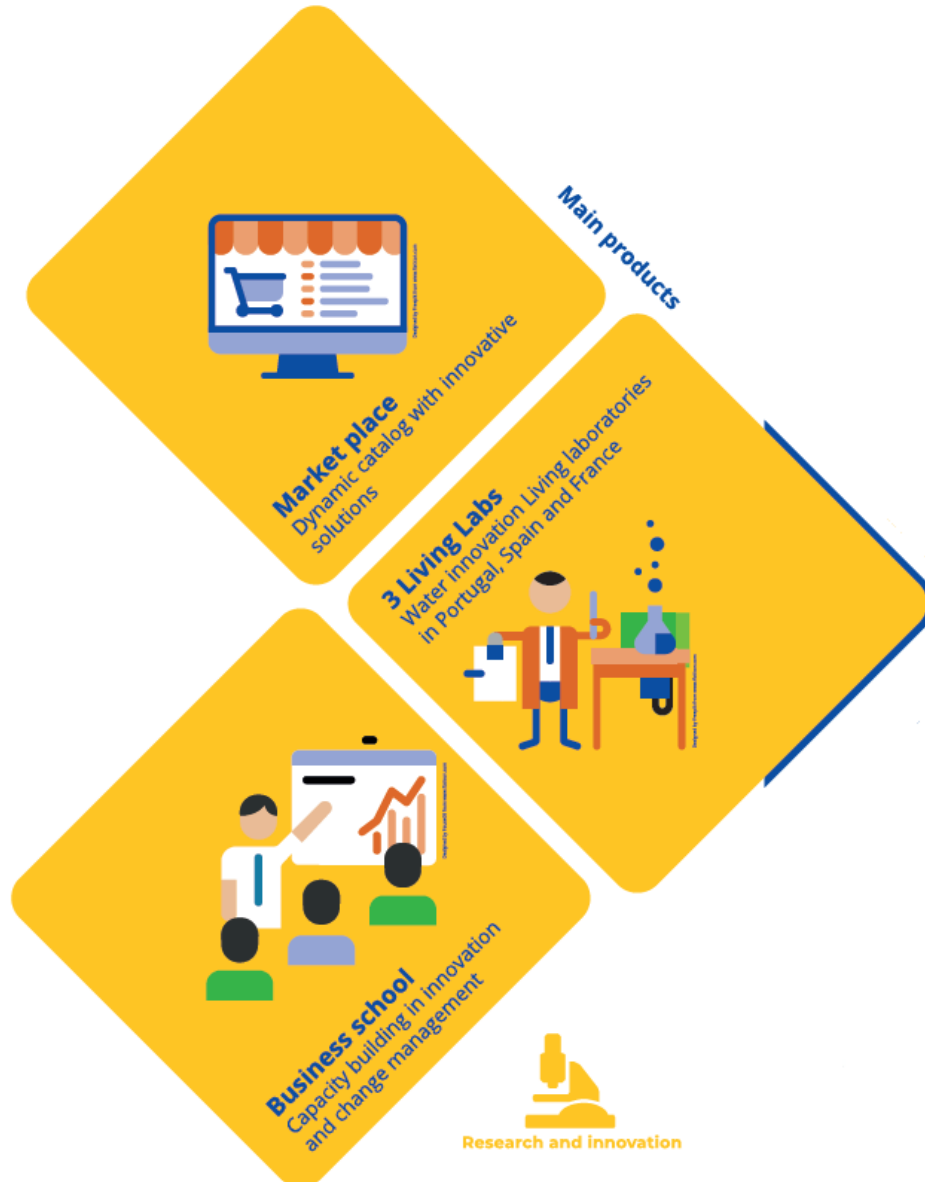 Main products
Market place
Dynamic catalog with innovative
solutions
3 Living Labs
Water innovation Living laboratories
in Portugal, Spain and France
Business school
Capacity building in innovation
and change management
Research and innovation